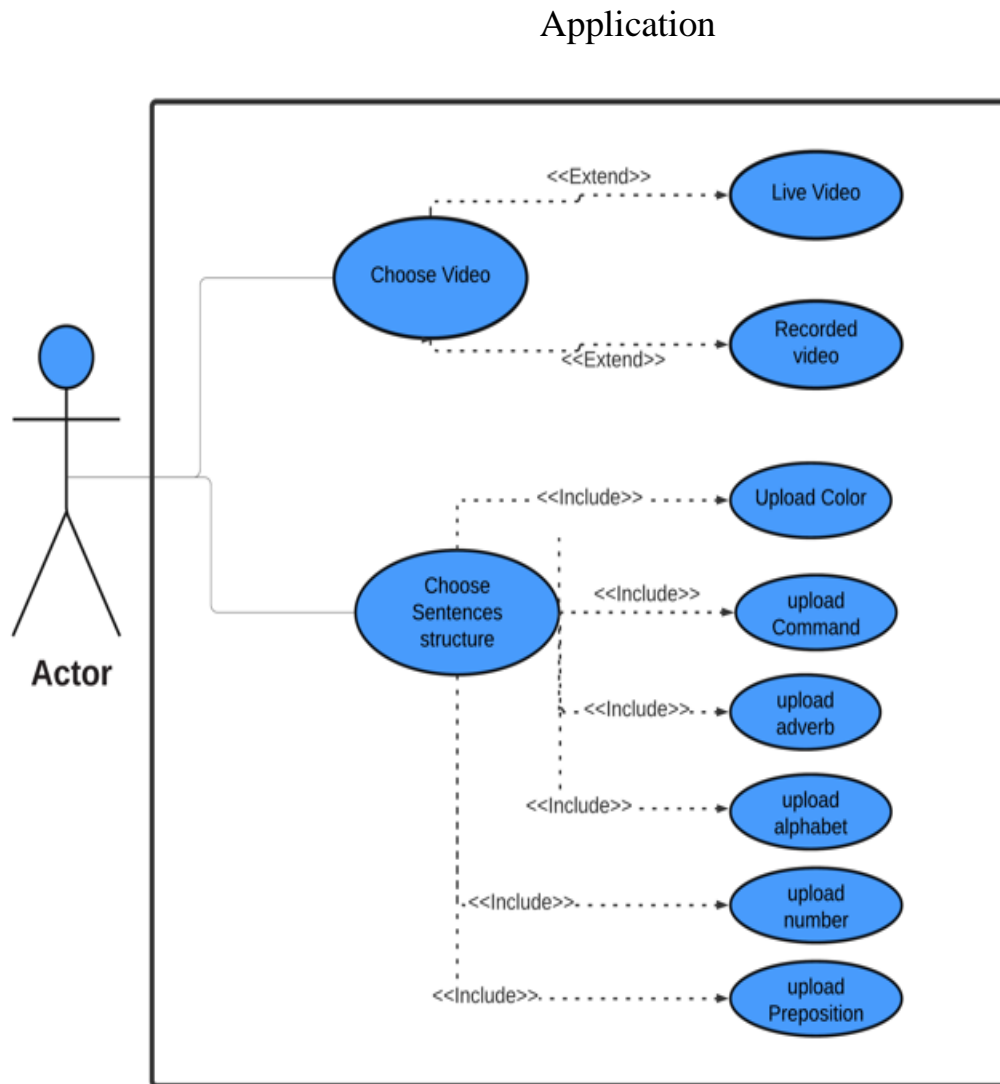 Application
<<Extend>>
Live Video
Choose Video
Recorded
video
<<Extend>>
<<Include>>
Upload Color
Choose
Sentences
structure
<<Include>>
upload
Command
Actor
<<Include>>
upload
adverb
<<Include>>
upload
alphabet
<<Include>>
upload
number
<<Include>>
upload
Preposition